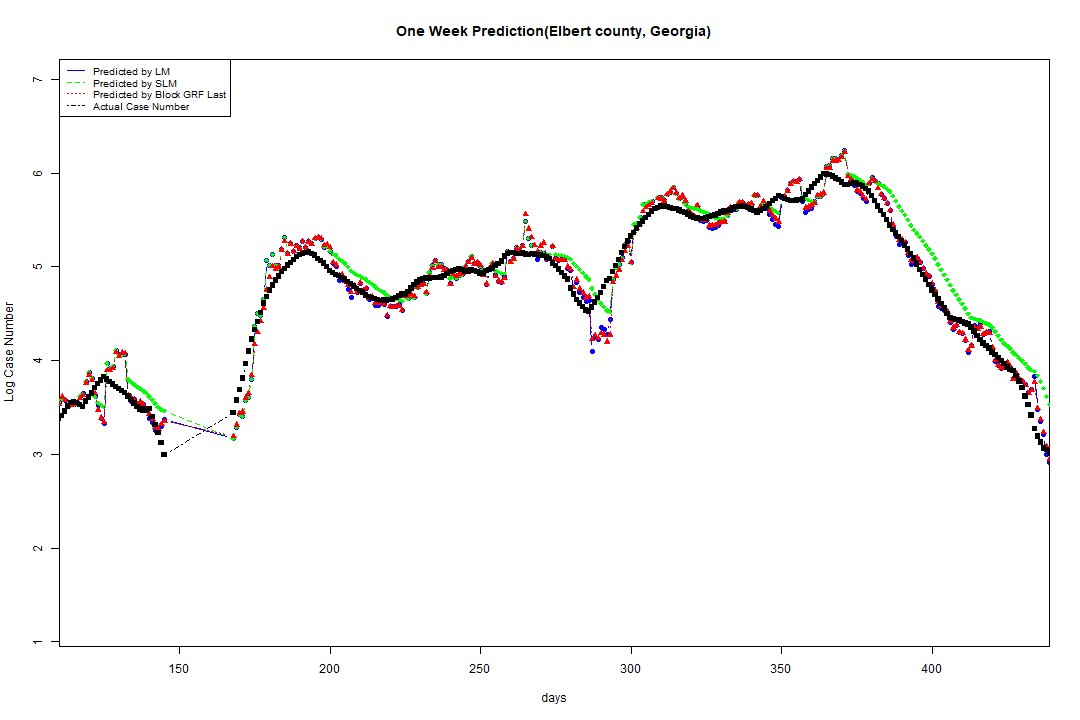 One Week Prediction(Elbert county, Georgia)
Predicted by LM
Predicted by SLM
Predicted by Block GRF Last
Actual Case Number
7
6
5
4
3
2
1
Log Case Number
150 200 250 300 350 400
days